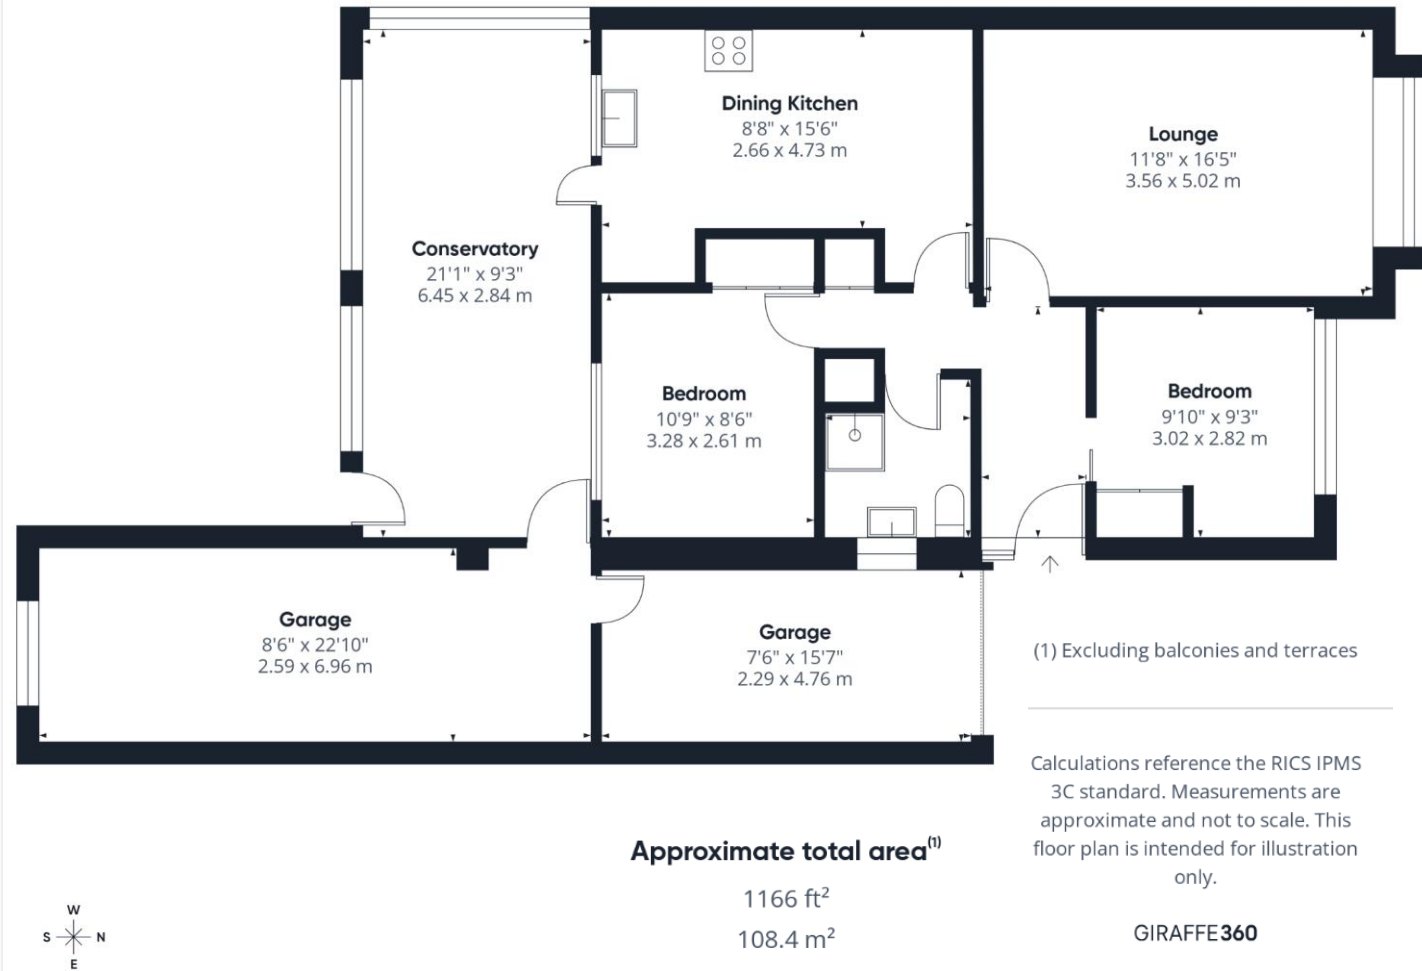 Dining Kitchen
8'8" x 15'6"
2.66 x 4.73 m
Lounge
11'8" x 16'5"
3.56 x 5.02 m
Conservatory
21'1" x 9'3"
6.45 x 2.84 m
Bedroom
10'9" x 8'6"
3.28 x 2.61 m
Bedroom
9'10" x 9'3"
3.02 x 2.82 m
Garage
8'6" x 22'10"
2.59 x 6.96 m
Garage
7'6" x 15'7"
2.29 x 4.76 m
(1) Excluding balconies and terraces
Calculations reference the RICS IPMS
3C standard. Measurements are
approximate and not to scale. This
floor plan is intended for illustration
only.
Approximate total area⁽¹⁾
1166 ft²
108.4 m²
GIRAFFE360
W
S N
E